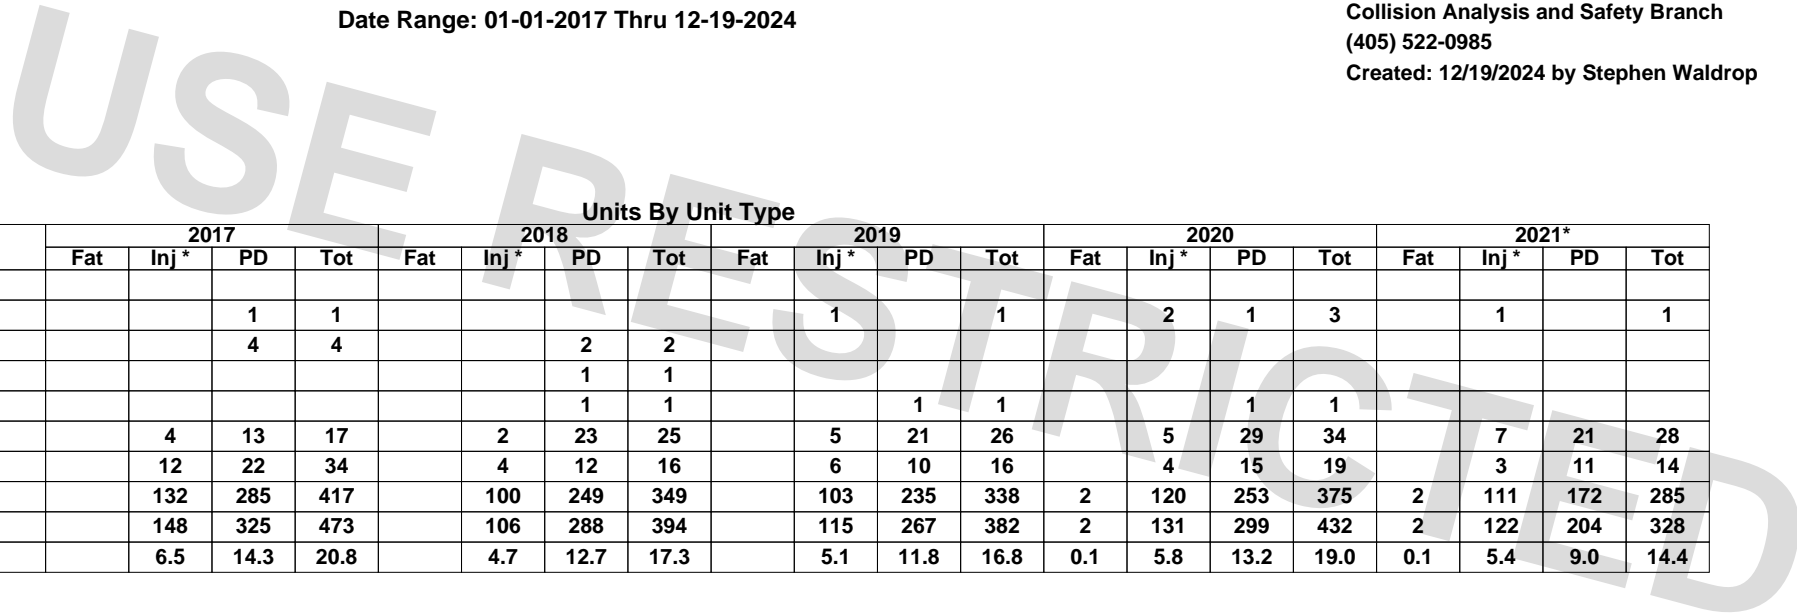 Date Range: 01-01-2017 Thru 12-19-2024
Collision Analysis and Safety Branch
(405) 522-0985
Created: 12/19/2024 by Stephen Waldrop
USE RESTRICTED
Units By Unit Type
2017 2018 2019 2020 2021*
Fat Inj * PD Tot Fat Inj * PD Tot Fat Inj * PD Tot Fat Inj * PD Tot Fat Inj * PD Tot
1 1 1 1 2 1 3 1 1
4 4 2 2
1 1
1 1 1 1 1 1
4 13 17 2 23 25 5 21 26 5 29 34 7 21 28
12 22 34 4 12 16 6 10 16 4 15 19 3 11 14
132 285 417 100 249 349 103 235 338 2 120 253 375 2 111 172 285
148 325 473 106 288 394 115 267 382 2 131 299 432 2 122 204 328
6.5 14.3 20.8 4.7 12.7 17.3 5.1 11.8 16.8 0.1 5.8 13.2 19.0 0.1 5.4 9.0 14.4